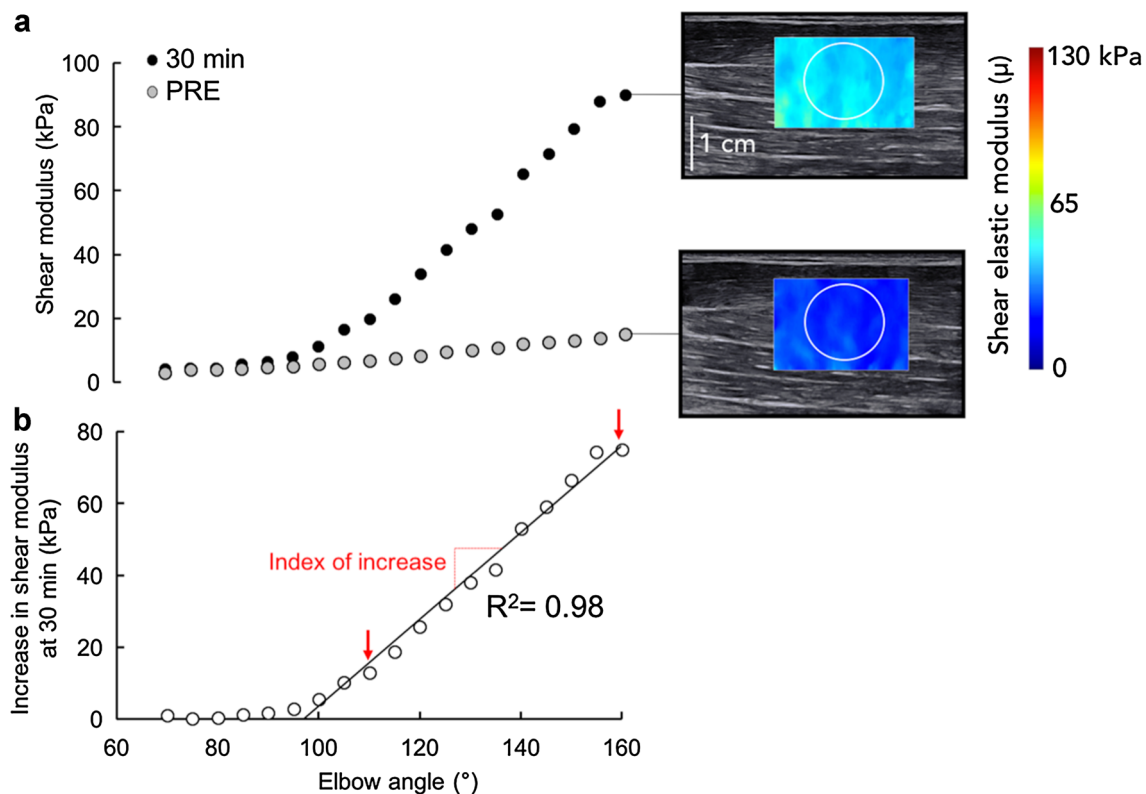 a
30 min
PRE
100
80
60
40
20
0
Shear modulus (kPa)
1 cm
130 kPa
65
0
Shear elastic modulus (μ)
b
80
60
40
20
0
Increase in shear modulus
at 30 min (kPa)
Index of increase
R²= 0.98
60 80 100 120 140 160
Elbow angle (°)